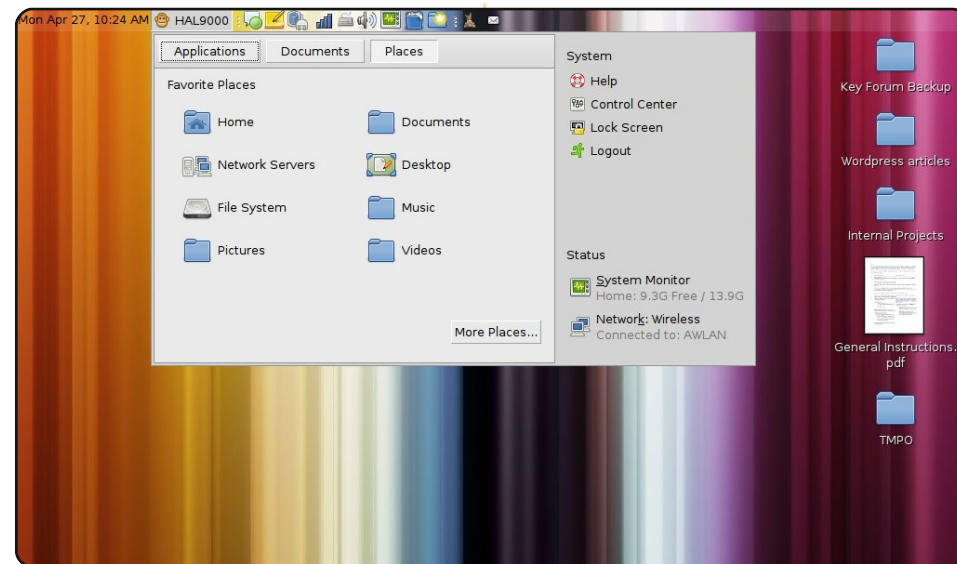 Mon Apr 27, 10:24 AM HAL9000
Applications Documents Places
Favorite Places
Home Documents
Network Servers Desktop
File System Music
Pictures Videos
More Places...
System
Help
Control Center
Lock Screen
Logout
Status
System Monitor
Home: 9.3G Free / 13.9G
Network: Wireless
Connected to: AWLAN
Key Forum Backup
Wordpress articles
Internal Projects
General Instructions.
pdf
TMPO